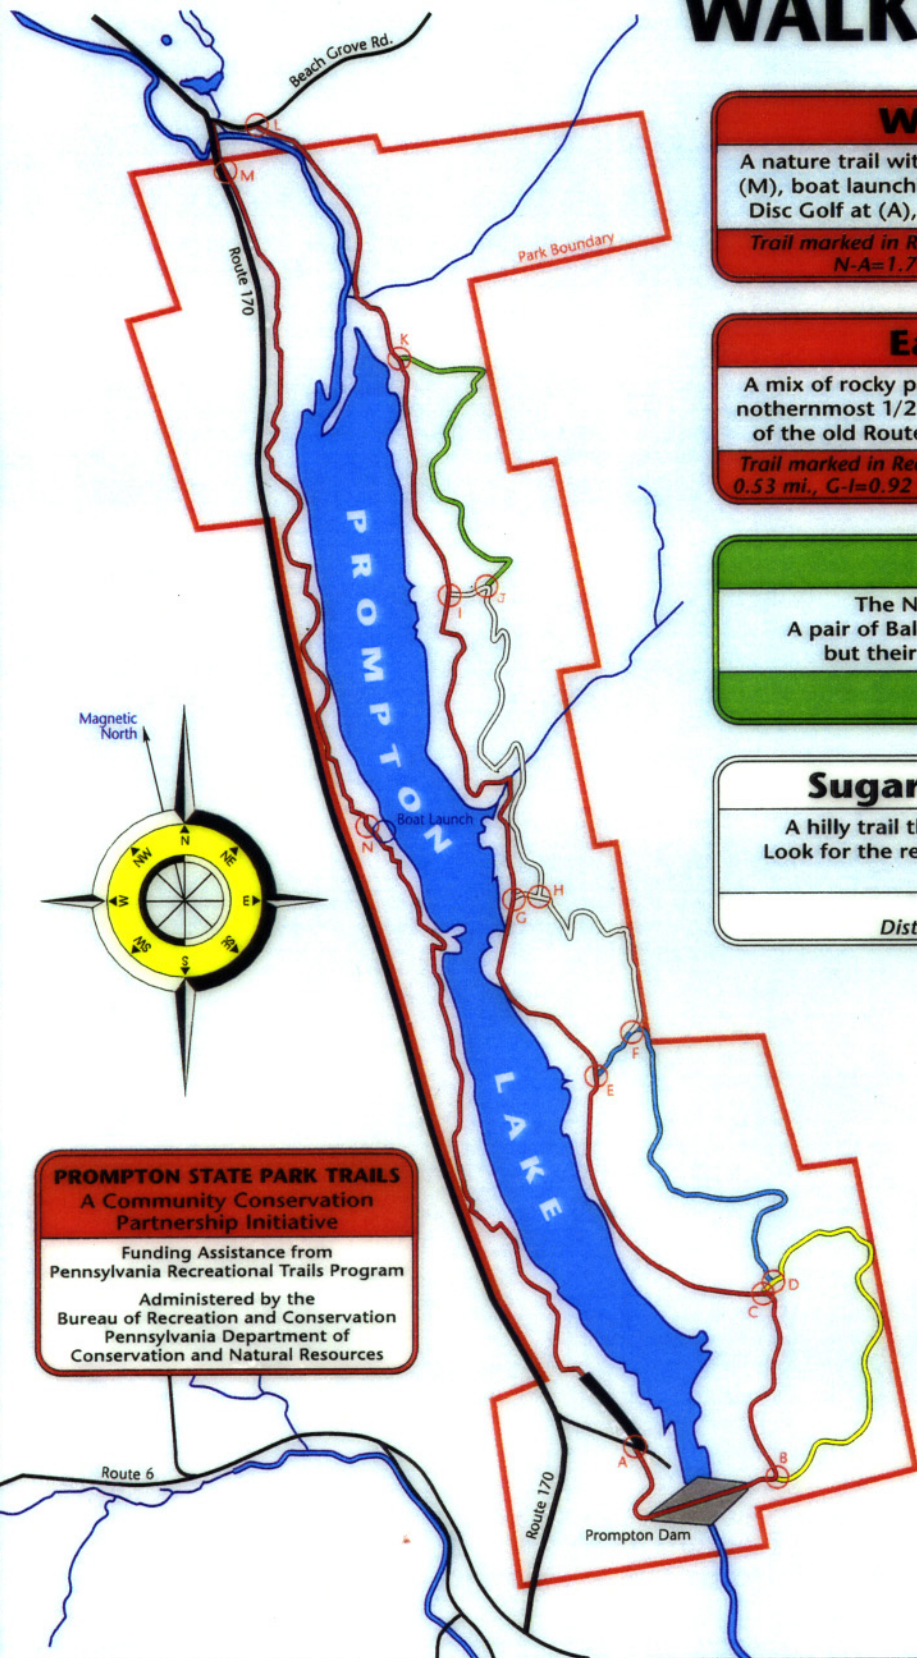 WALK
Beach Grove Rd.
L
M
Route 170
Park Boundary
K
A nature trail wit
(M), boat launch
Disc Golf at (A),
Trail marked in R
N-A=1.7
Ea
A mix of rocky p
nothernmost 1/2
of the old Route
Trail marked in Red
0.53 mi., G-I=0.92
The N
A pair of Bal
but their
Sugar
A hilly trail t
Look for the re
Dist
I
J
PROMPTON
LAKE
Magnetic
North
N
NE
E
SE
S
SW
W
NW
Boat Launch
N
G
H
F
E
D
C
B
A
PROMPTON STATE PARK TRAILS
A Community Conservation
Partnership Initiative
Funding Assistance from
Pennsylvania Recreational Trails Program
Administered by the
Bureau of Recreation and Conservation
Pennsylvania Department of
Conservation and Natural Resources
Route 6
Route 170
Prompton Dam